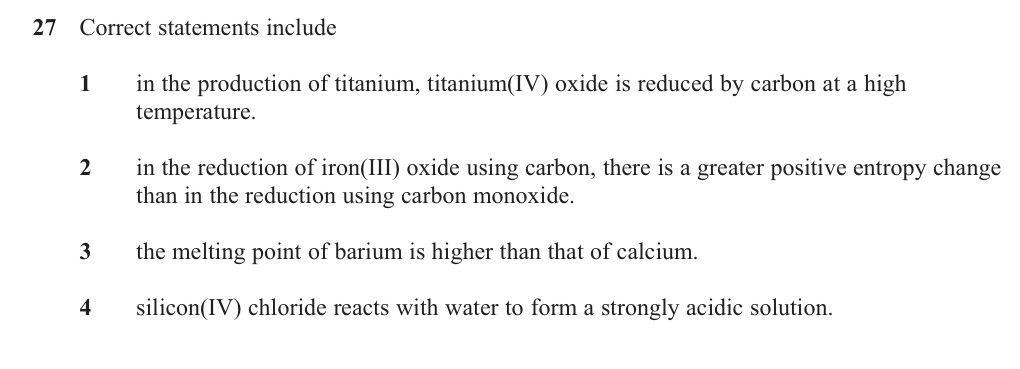 27 Correct statements include
1 in the production of titanium, titanium(IV) oxide is reduced by carbon at a high
temperature.
2 in the reduction of iron(III) oxide using carbon, there is a greater positive entropy change
than in the reduction using carbon monoxide.
3 the melting point of barium is higher than that of calcium.
4 silicon(IV) chloride reacts with water to form a strongly acidic solution.